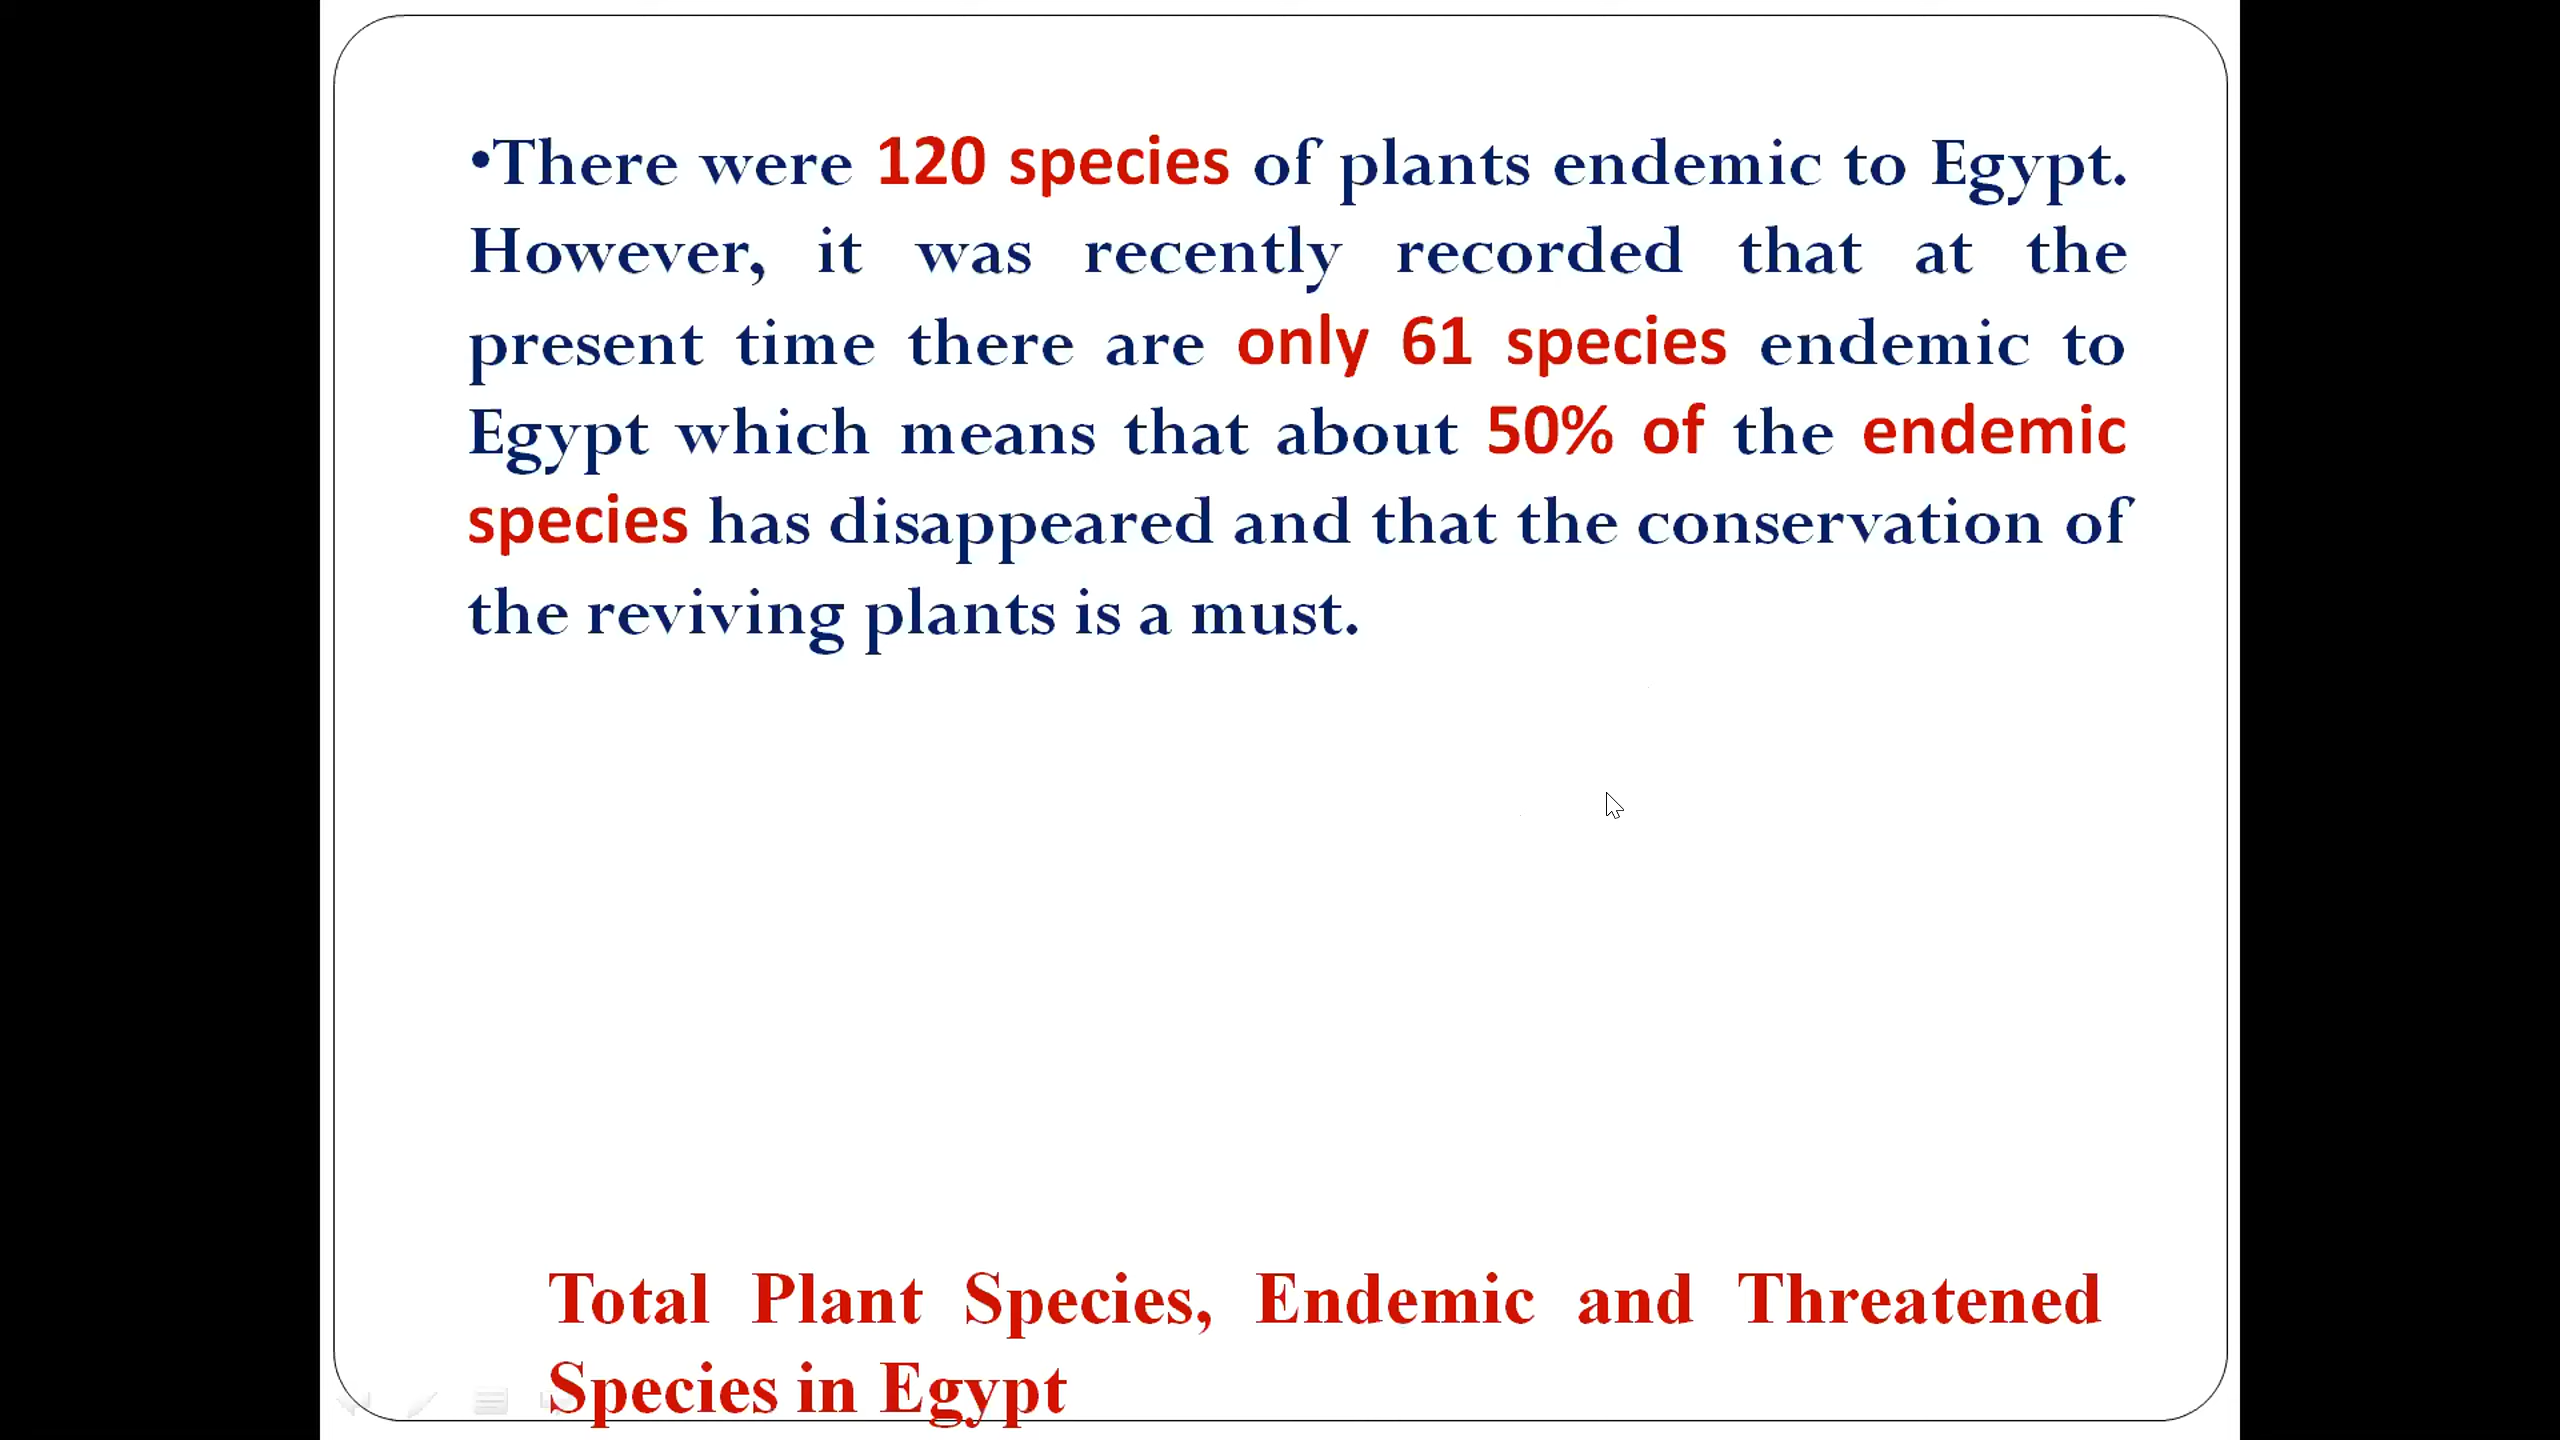 •There were 120 species of plants endemic to Egypt.
However, it was recently recorded that at the
present time there are only 61 species endemic to
Egypt which means that about 50% of the endemic
species has disappeared and that the conservation of
the reviving plants is a must.
Total Plant Species, Endemic and Threatened
Species in Egypt